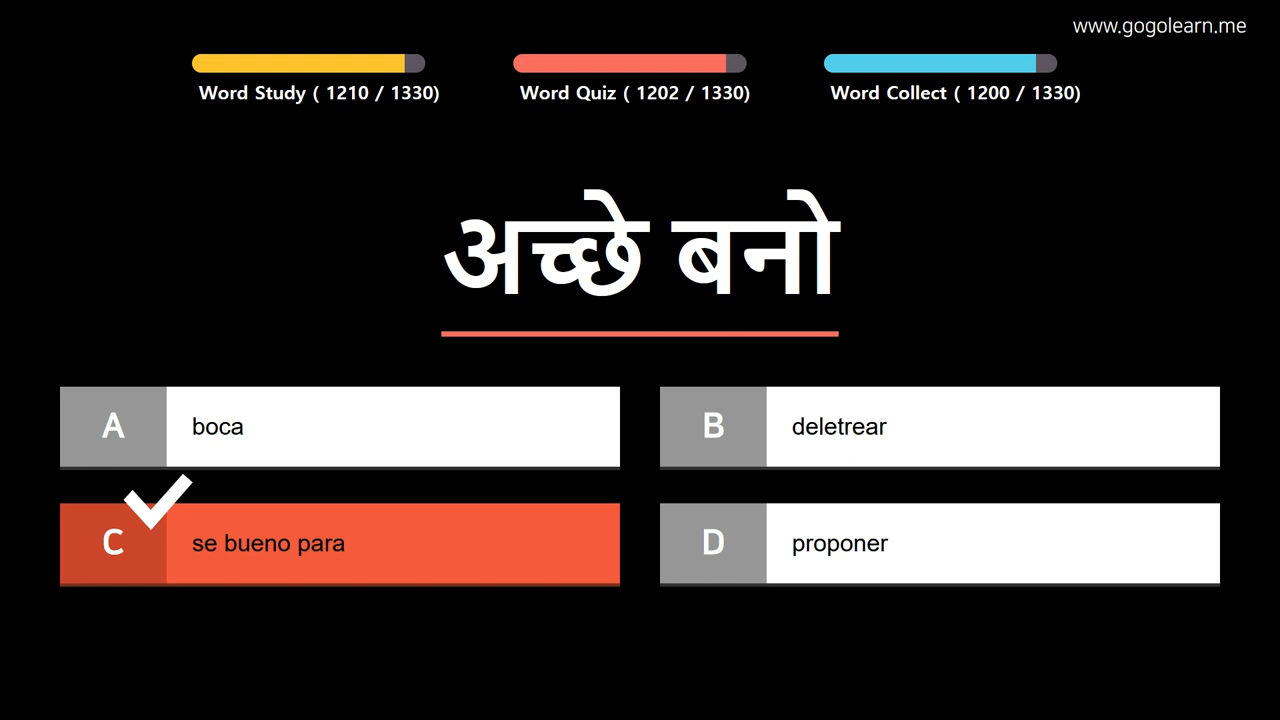 www.gogolearn.me
Word Study ( 1210 / 1330)
Word Quiz ( 1202 / 1330)
Word Collect ( 1200 / 1330)
अच्छे बनो
A boca
B deletrear
C se bueno para
D proponer